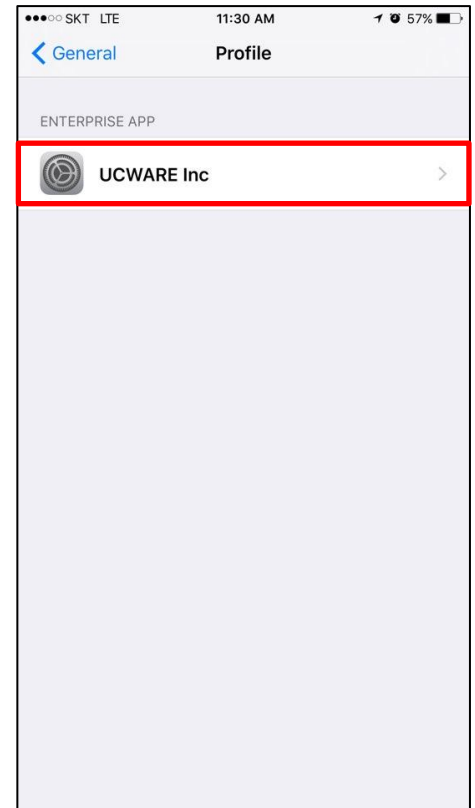 SKT LTE 11:30 AM 57%
General Profile
ENTERPRISE APP
UCWARE Inc